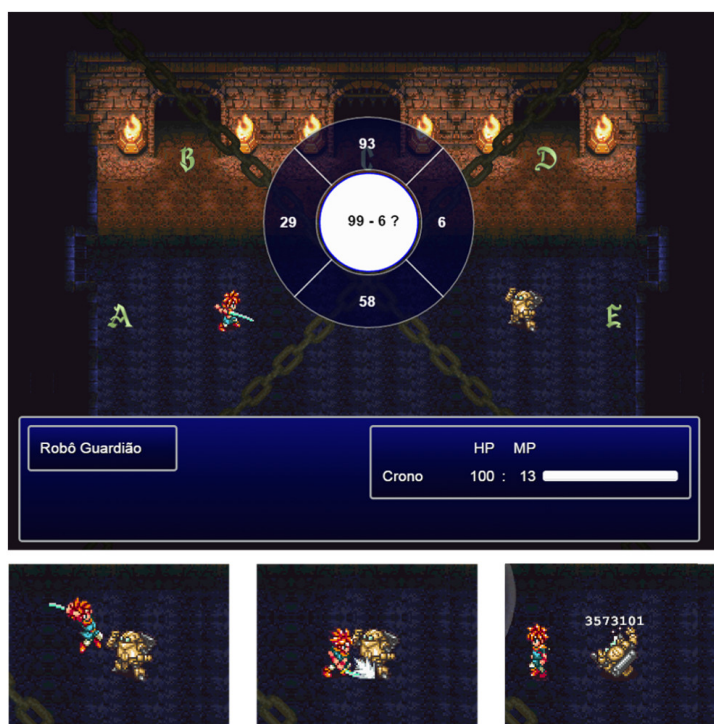 93
B
C
D
29
99 - 6 ?
6
58
A
E
Robô Guardião
HP MP
Crono 100 : 13
3573101